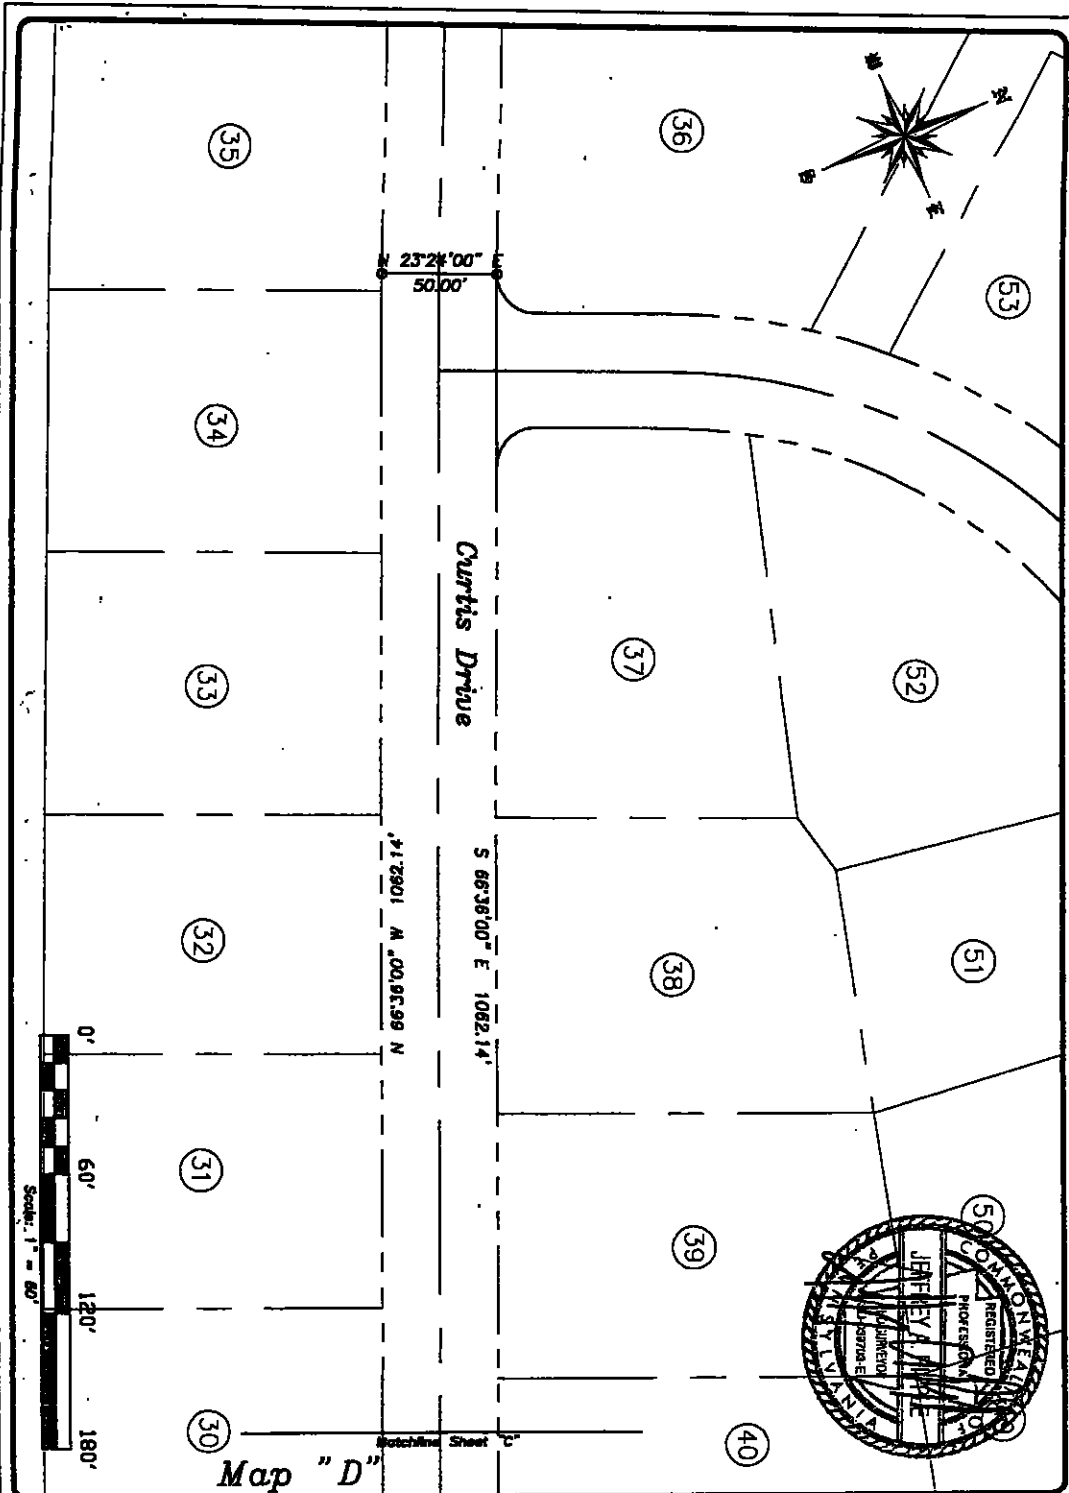 N
E
S
35
36
53
N 23°24'00" E
50.00'
34
Curtis Drive
37
52
33
S 66°36'00" E 1062.14'
N 66°36'00" W 1062.14'
32
38
51
31
39
50
30
40
0' 60' 120' 180'
Scale: 1" = 60'
COMMONWEALTH
PENNSYLVANIA
REGISTERED
PROFESSIONAL
JEFFREY
SURVEYOR
Matchline Sheet "C"
Map "D"